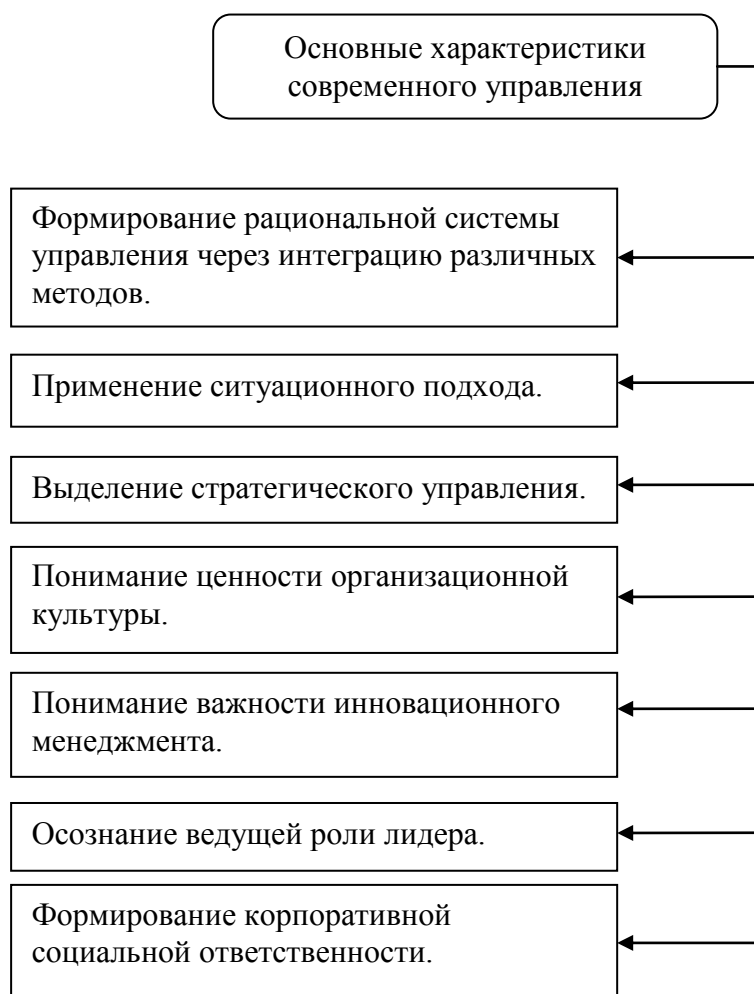 Основные характеристики
современного управления
Формирование рациональной системы
управления через интеграцию различных
методов.
Применение ситуационного подхода.
Выделение стратегического управления.
Понимание ценности организационной
культуры.
Понимание важности инновационного
менеджмента.
Осознание ведущей роли лидера.
Формирование корпоративной
социальной ответственности.